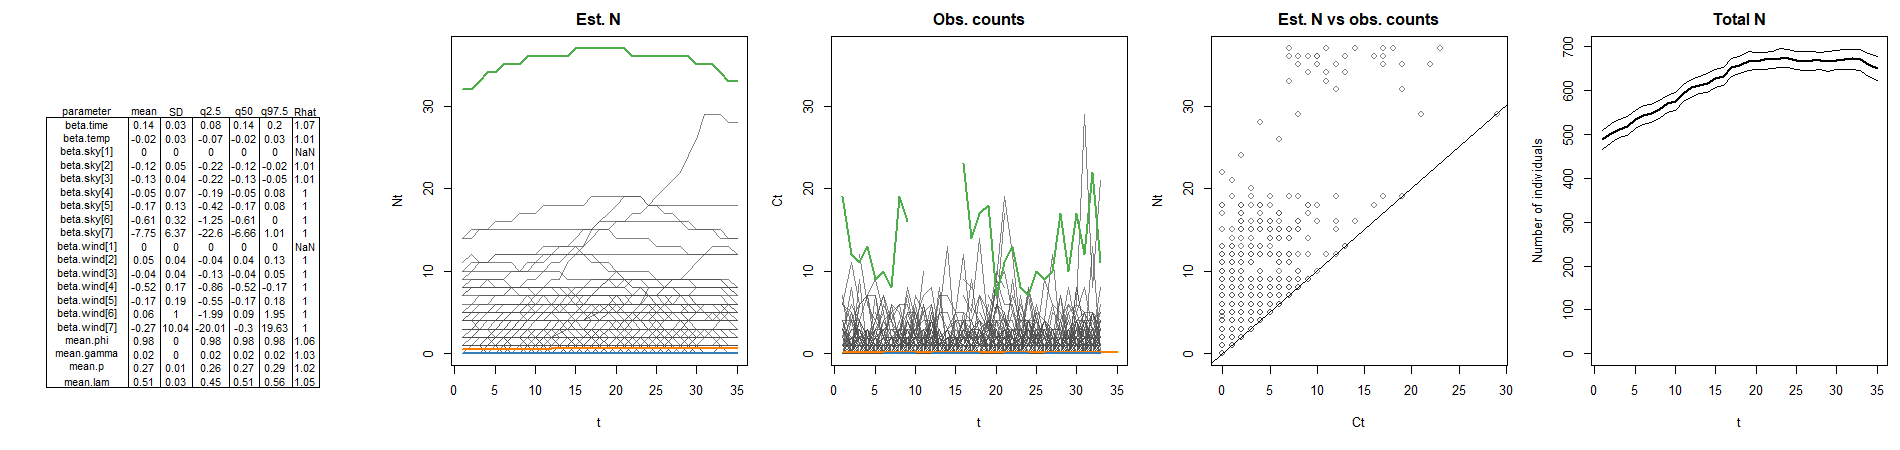 parameter mean SD q2.5 q50 q97.5 Rhat
beta.time 0.14 0.03 0.08 0.14 0.2 1.07
beta.temp -0.02 0.03 -0.07 -0.02 0.03 1.01
beta.sky[1] 0 0 0 0 0 NaN
beta.sky[2] -0.12 0.05 -0.22 -0.12 -0.02 1.01
beta.sky[3] -0.13 0.04 -0.22 -0.13 -0.05 1.01
beta.sky[4] -0.05 0.07 -0.19 -0.05 0.08 1
beta.sky[5] -0.17 0.13 -0.42 -0.17 0.08 1
beta.sky[6] -0.61 0.32 -1.25 -0.61 0 1
beta.sky[7] -7.75 6.37 -22.6 -6.66 1.01 1
beta.wind[1] 0 0 0 0 0 NaN
beta.wind[2] 0.05 0.04 -0.04 0.04 0.13 1
beta.wind[3] -0.04 0.04 -0.13 -0.04 0.05 1
beta.wind[4] -0.52 0.17 -0.86 -0.52 -0.17 1
beta.wind[5] -0.17 0.19 -0.55 -0.17 0.18 1
beta.wind[6] 0.06 1 -1.99 0.09 1.95 1
beta.wind[7] -0.27 10.04 -20.01 -0.3 19.63 1
mean.phi 0.98 0 0.98 0.98 0.98 1.06
mean.gamma 0.02 0 0.02 0.02 0.02 1.03
mean.p 0.27 0.01 0.26 0.27 0.29 1.02
mean.lam 0.51 0.03 0.45 0.51 0.56 1.05
Est. N
Nt
30
20
10
0
0 5 10 15 20 25 30 35
t
Obs. counts
Ct
30
20
10
0
0 5 10 15 20 25 30 35
t
Est. N vs obs. counts
Nt
30
20
10
0
0 5 10 15 20 25 30
Ct
Total N
Number of individuals
700
600
500
400
300
200
100
0
0 5 10 15 20 25 30 35
t